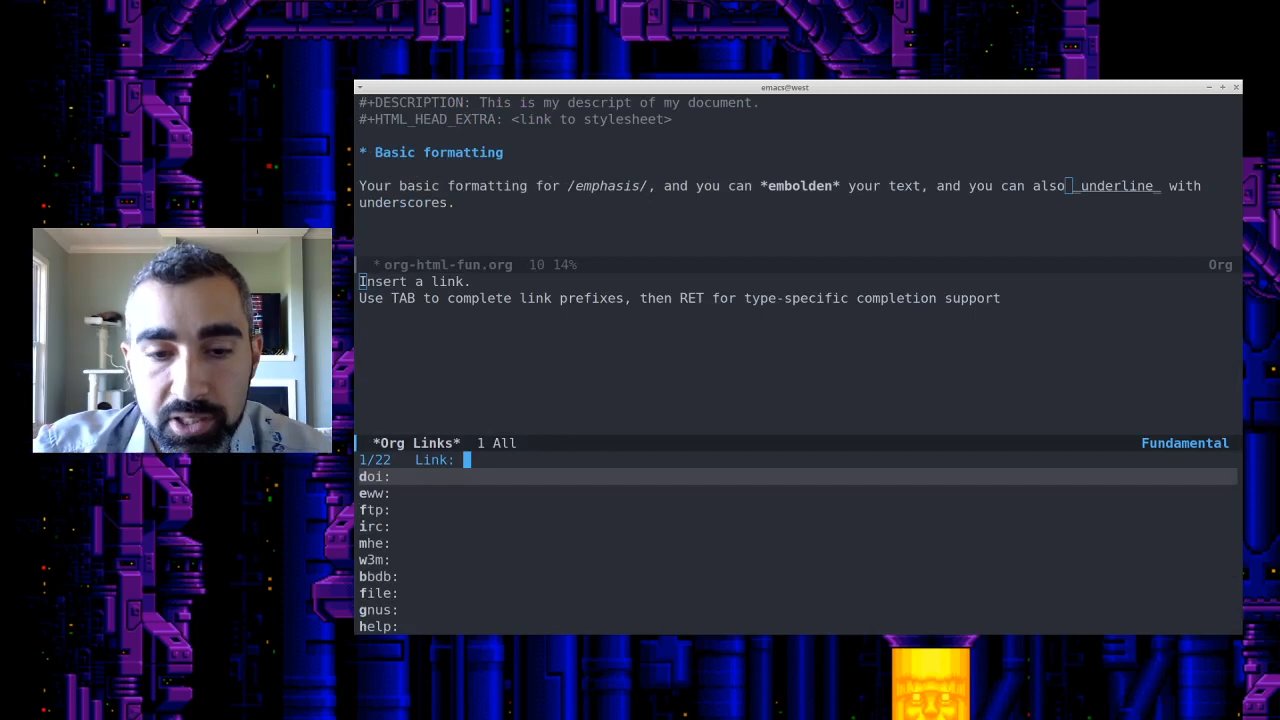 emacs@west
#+DESCRIPTION: This is my descript of my document.
#+HTML_HEAD_EXTRA: <link to stylesheet>
* Basic formatting
Your basic formatting for /emphasis/, and you can *embolden* your text, and you can also _underline_ with
underscores.
* org-html-fun.org 10 14% Org
Insert a link.
Use TAB to complete link prefixes, then RET for type-specific completion support
*Org Links* 1 All Fundamental
1/22 Link:
doi:
eww:
ftp:
irc:
mhe:
w3m:
bbdb:
file:
gnus:
help: